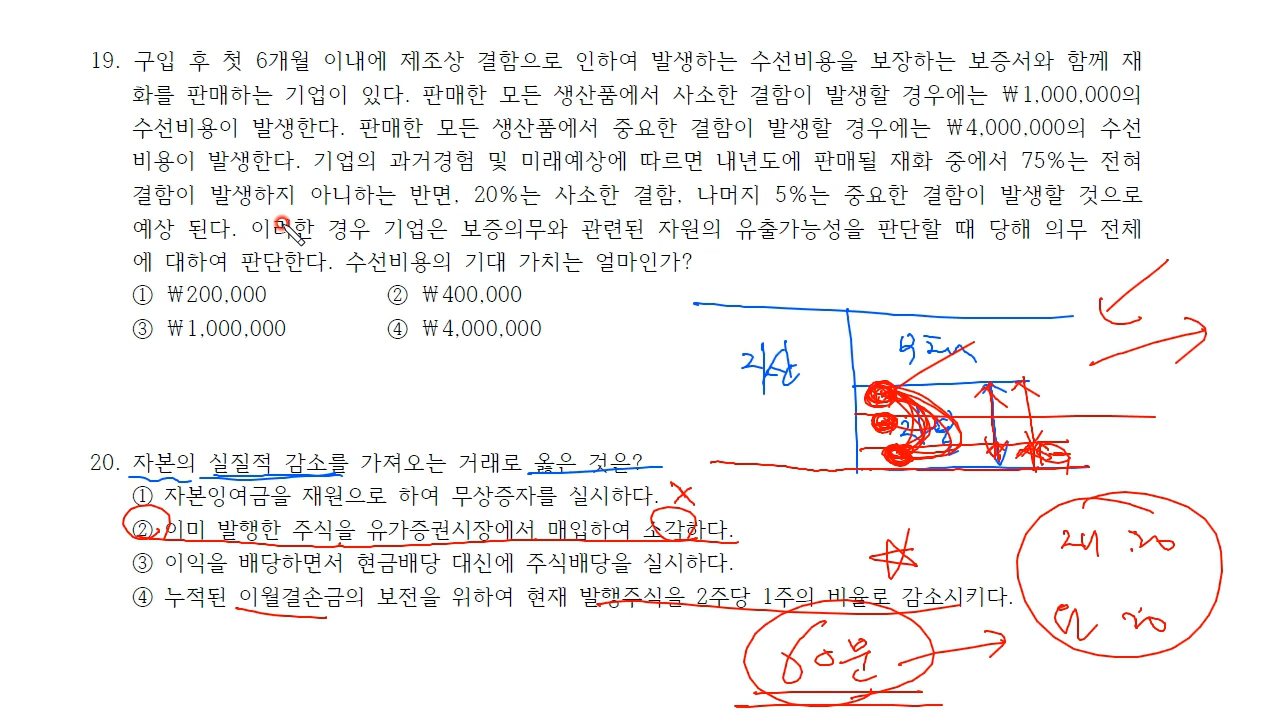 19. 구입 후 첫 6개월 이내에 제조상 결함으로 인하여 발생하는 수선비용을 보장하는 보증서와 함께 재
화를 판매하는 기업이 있다. 판매한 모든 생산품에서 사소한 결함이 발생할 경우에는 ₩1,000,000의
수선비용이 발생한다. 판매한 모든 생산품에서 중요한 결함이 발생할 경우에는 ₩4,000,000의 수선
비용이 발생한다. 기업의 과거경험 및 미래예상에 따르면 내년도에 판매될 재화 중에서 75%는 전혀
결함이 발생하지 아니하는 반면, 20%는 사소한 결함, 나머지 5%는 중요한 결함이 발생할 것으로
예상 된다. 이러한 경우 기업은 보증의무와 관련된 자원의 유출가능성을 판단할 때 당해 의무 전체
에 대하여 판단한다. 수선비용의 기대 가치는 얼마인가?
① ₩200,000 ② ₩400,000
③ ₩1,000,000 ④ ₩4,000,000
자산
부채
20. 자본의 실질적 감소를 가져오는 거래로 옳은 것은?
① 자본잉여금을 재원으로 하여 무상증자를 실시하다.
② 이미 발행한 주식을 유가증권시장에서 매입하여 소각하다.
③ 이익을 배당하면서 현금배당 대신에 주식배당을 실시하다.
④ 누적된 이월결손금의 보전을 위하여 현재 발행주식을 2주당 1주의 비율로 감소시키다.
60분